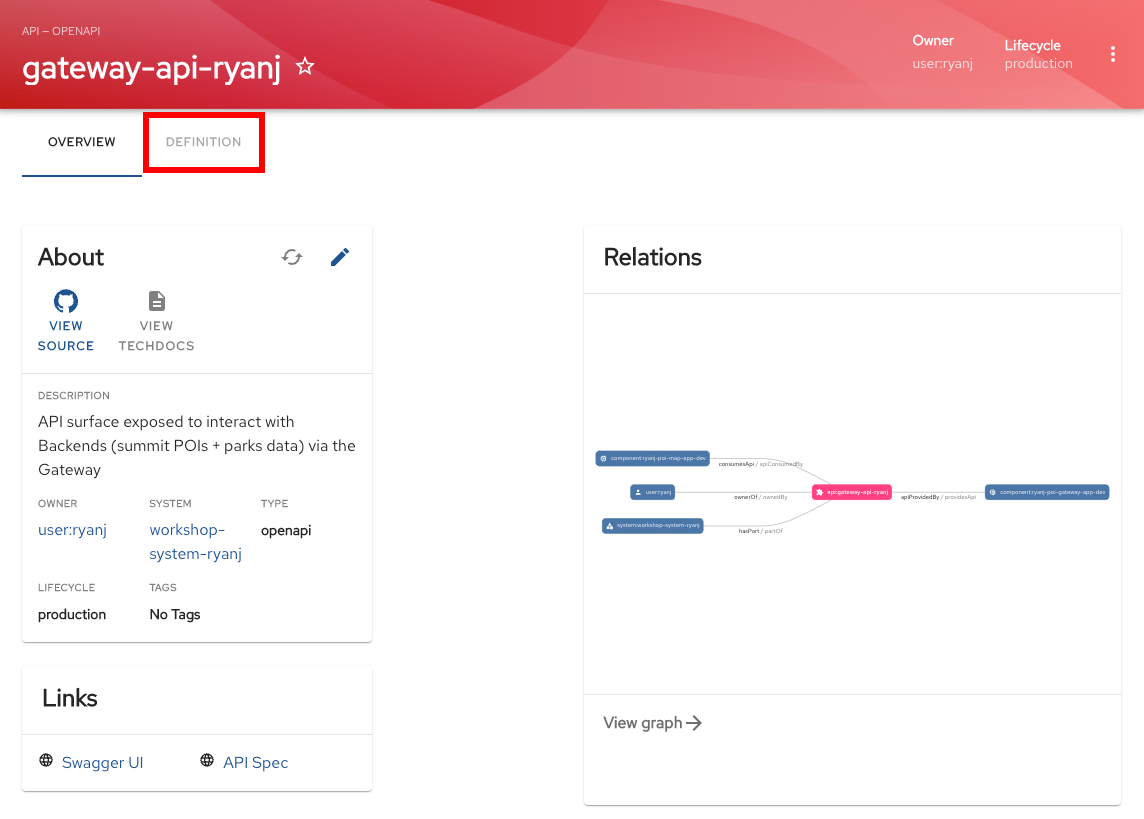 API — OPENAPI
gateway-api-ryanj
Owner
user:ryanj
Lifecycle
production
OVERVIEW
DEFINITION
About
VIEW
SOURCE
VIEW
TECHDOCS
DESCRIPTION
API surface exposed to interact with
Backends (summit POIs + parks data) via the
Gateway
OWNER
SYSTEM
TYPE
user:ryanj
workshop-
system-ryanj
openapi
LIFECYCLE
TAGS
production
No Tags
Links
Swagger UI
API Spec
Relations
component:ryanj-poi-map-app-dev
consumesApi / apiConsumedBy
user:ryanj
ownerOf / ownedBy
api:gateway-api-ryanj
apiProvidedBy / providesApi
component:ryanj-poi-gateway-app-dev
system:workshop-system-ryanj
hasPart / partOf
View graph